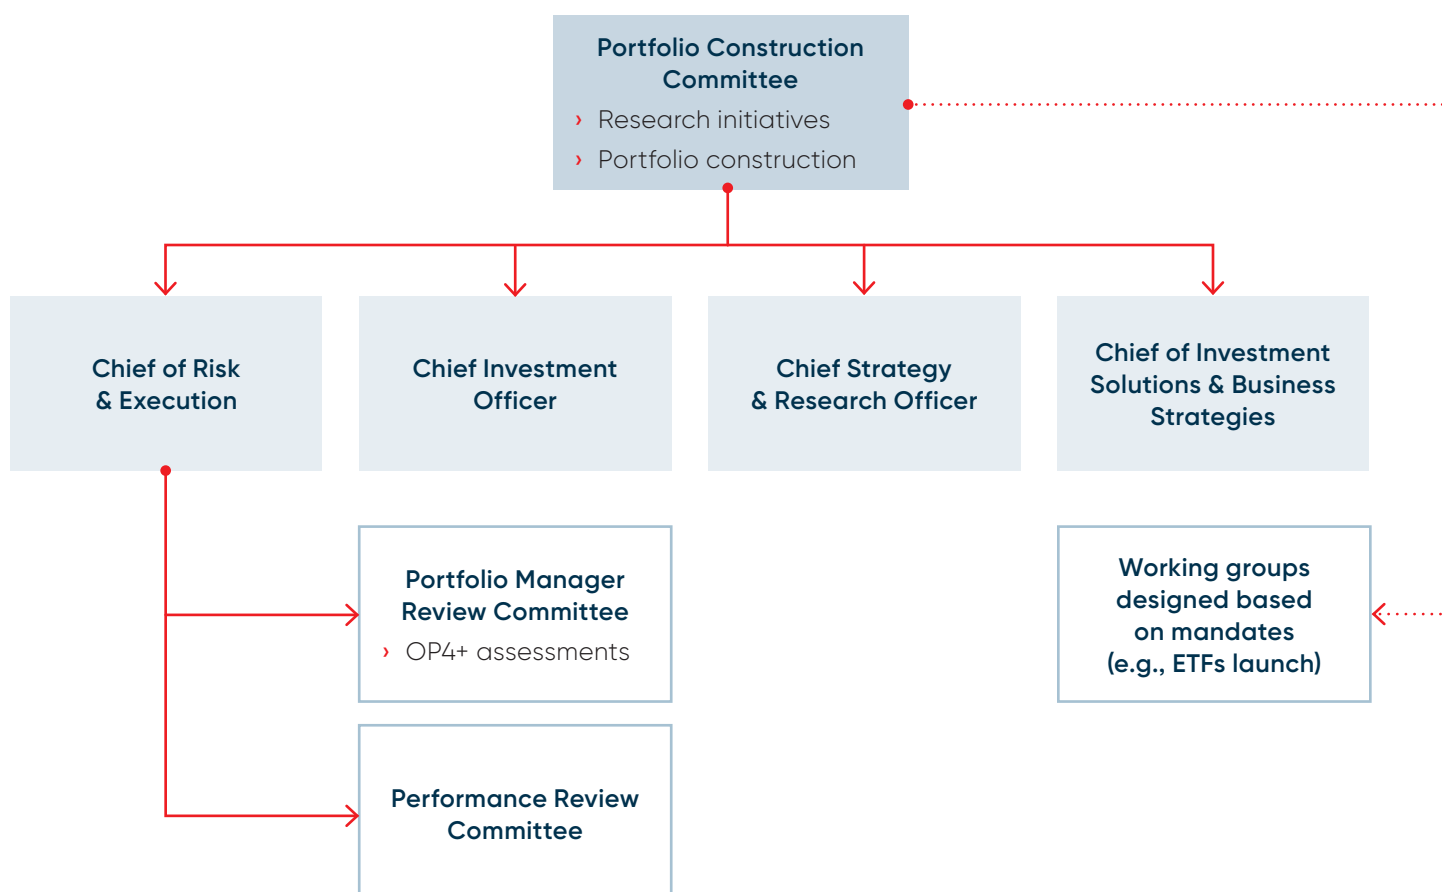 Portfolio Construction
Committee
› Research initiatives
› Portfolio construction
Chief of Risk
& Execution
Chief Investment
Officer
Chief Strategy
& Research Officer
Chief of Investment
Solutions & Business
Strategies
Portfolio Manager
Review Committee
› OP4+ assessments
Working groups
designed based
on mandates
(e.g., ETFs launch)
Performance Review
Committee